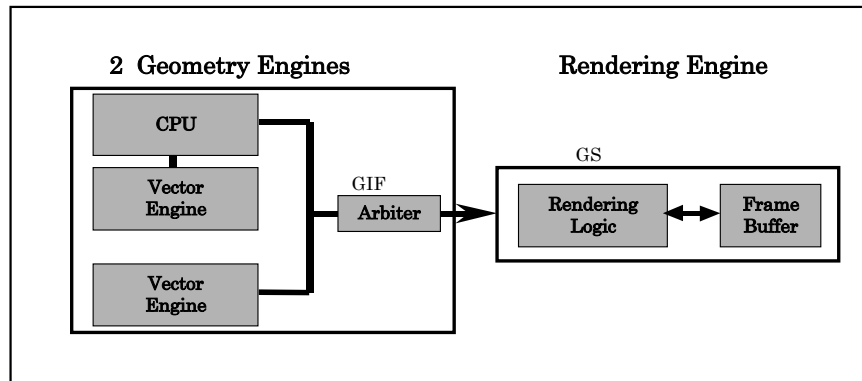 2 Geometry Engines
Rendering Engine
CPU
Vector
Engine
GIF
Arbiter
Vector
Engine
GS
Rendering
Logic
Frame
Buffer